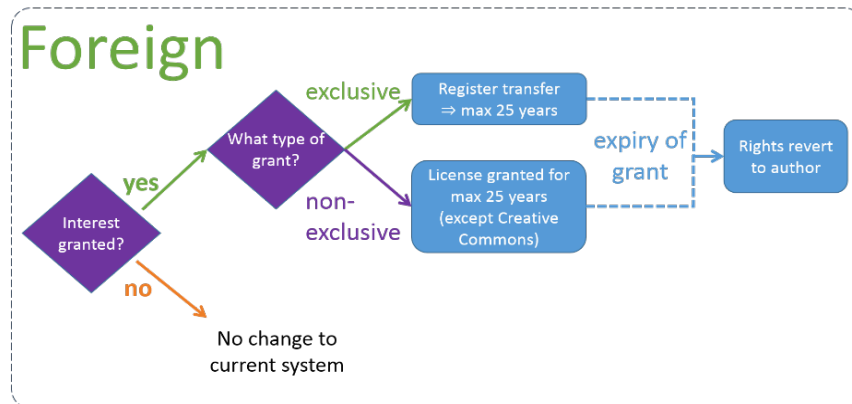 Foreign
Interest
granted?
yes
no
No change to
current system
What type of
grant?
exclusive
non-
exclusive
Register transfer
⇒ max 25 years
License granted for
max 25 years
(except Creative
Commons)
expiry of
grant
Rights revert
to author